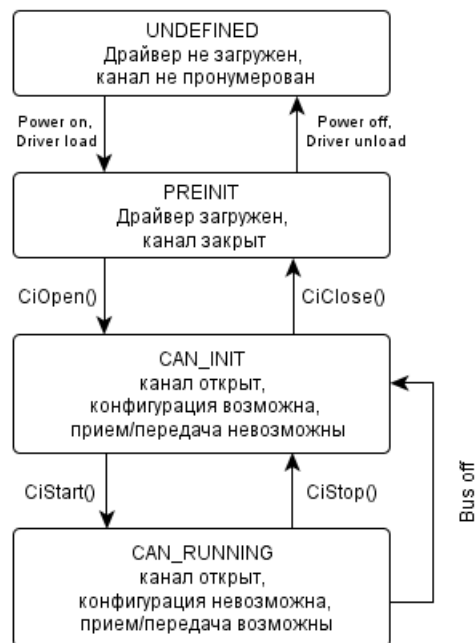 UNDEFINED
Драйвер не загружен,
канал не пронумерован
Power on,
Driver load
Power off,
Driver unload
PREINIT
Драйвер загружен,
канал закрыт
CiOpen()
CiClose()
CAN_INIT
канал открыт,
конфигурация возможна,
прием/передача невозможны
CiStart()
CiStop()
Bus off
CAN_RUNNING
канал открыт,
конфигурация невозможна,
прием/передача возможны